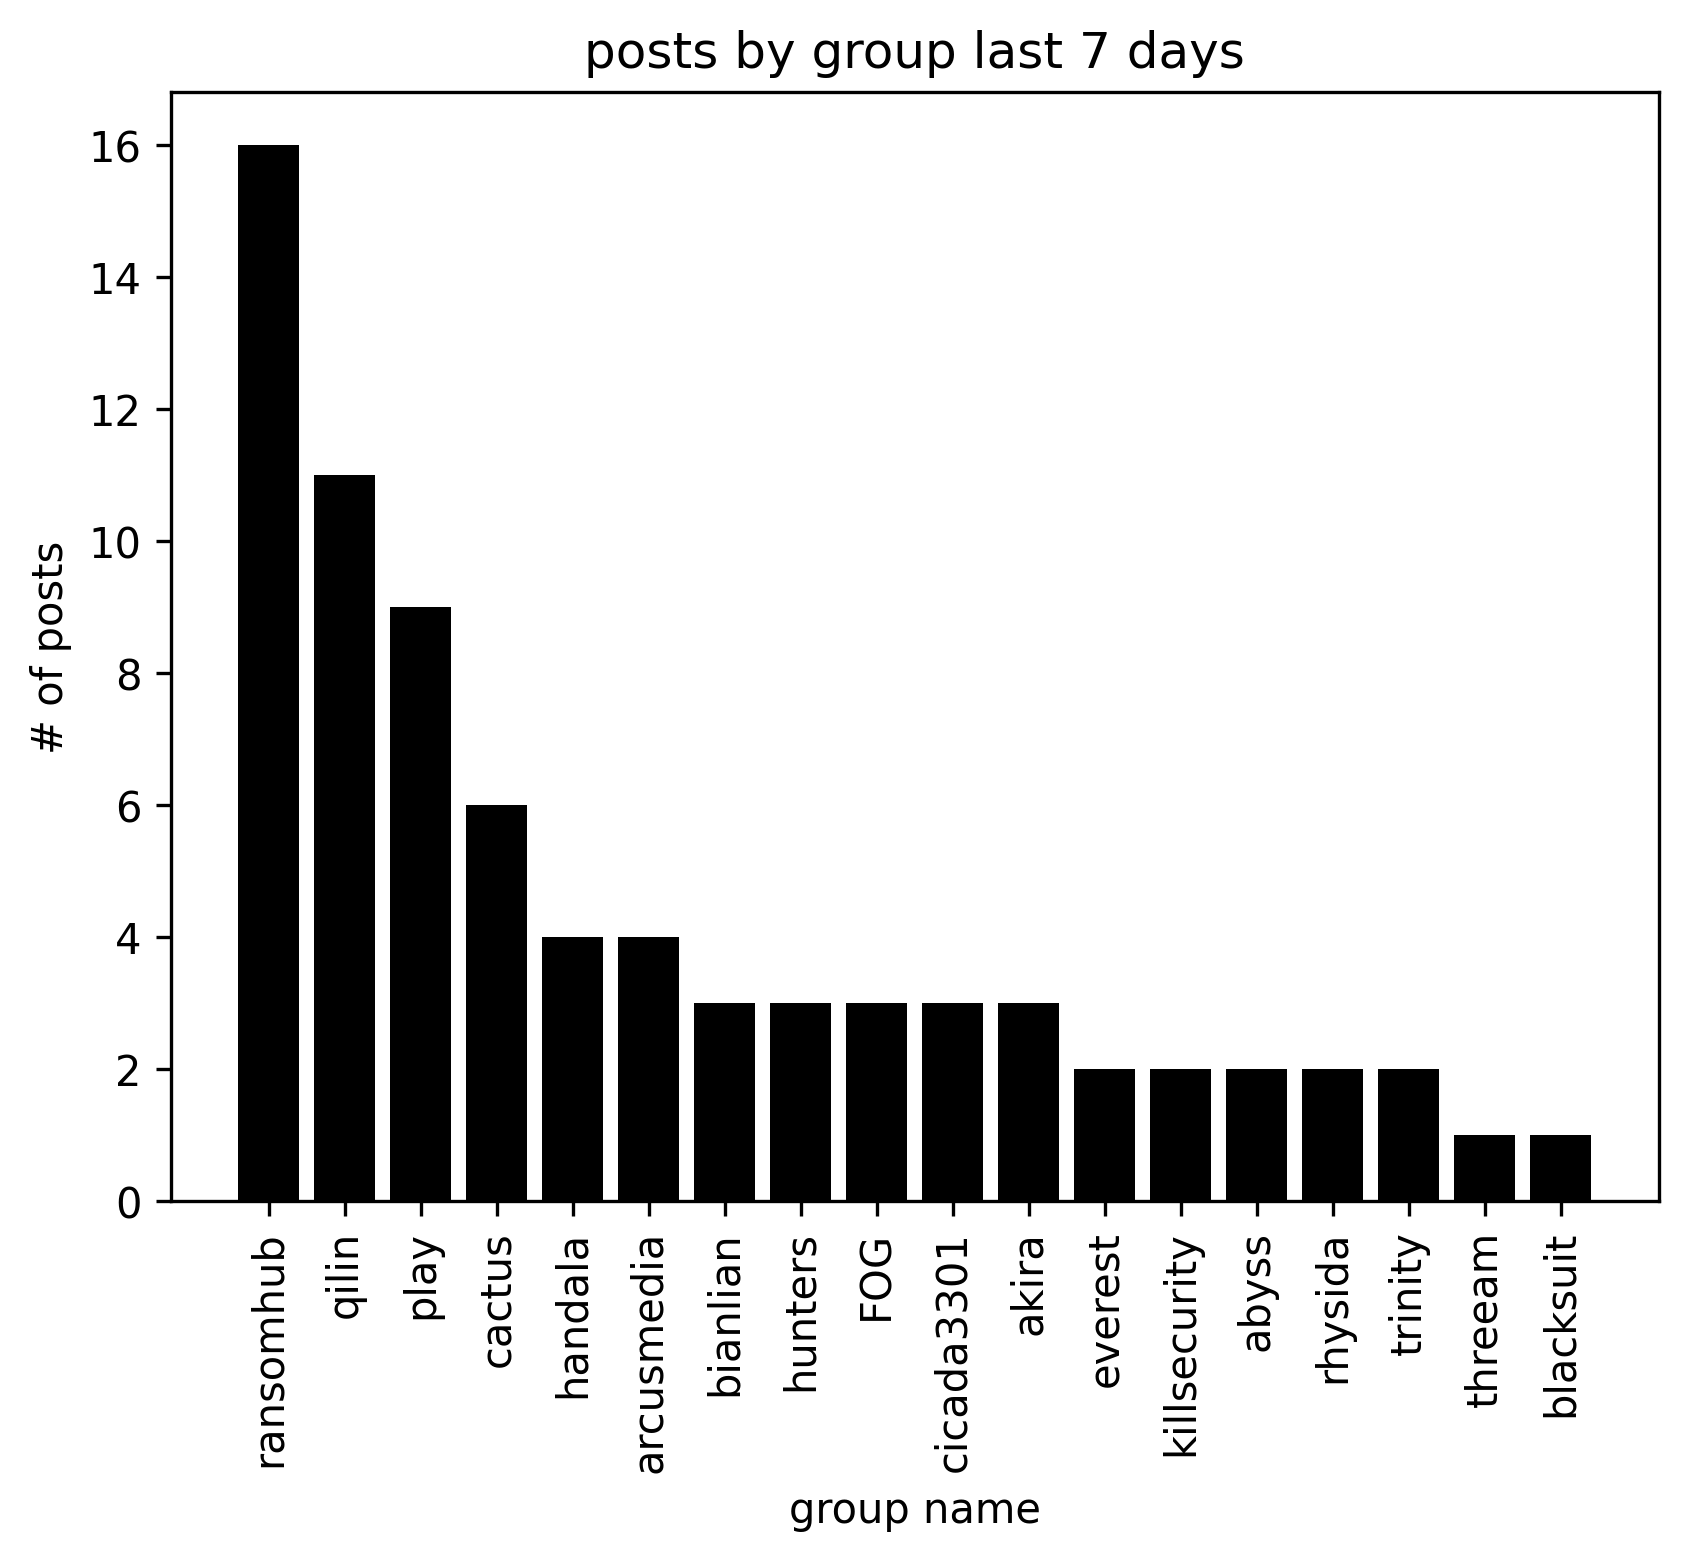 posts by group last 7 days
16
14
12
10
8
6
4
2
0
# of posts
ransomhub
qilin
play
cactus
handala
arcusmedia
bianlian
hunters
FOG
cicada3301
akira
everest
killsecurity
abyss
rhysida
trinity
threeam
blacksuit
group name